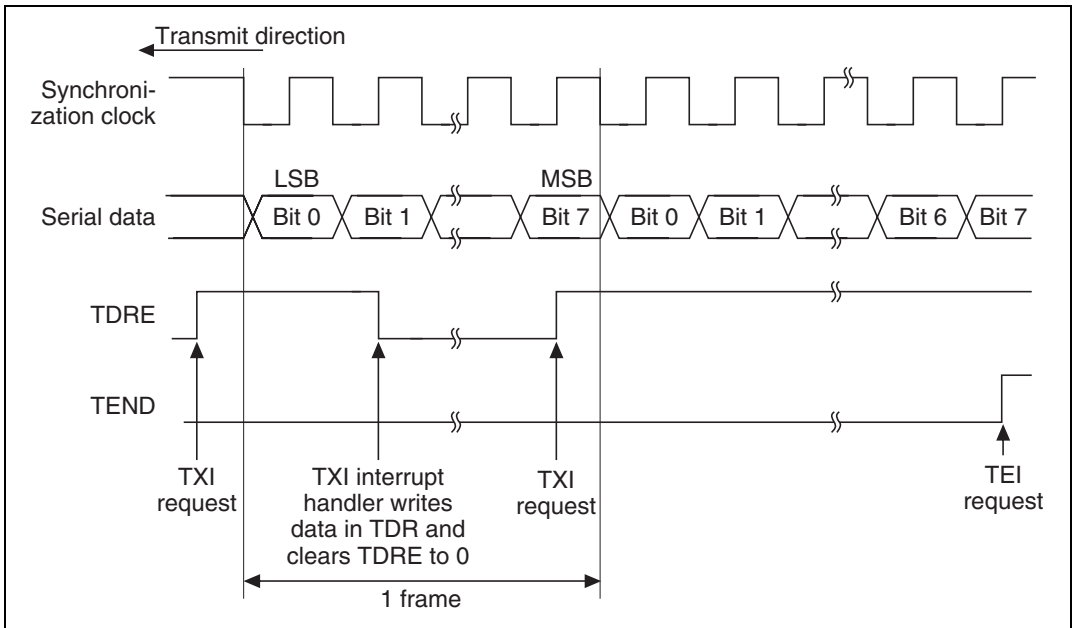 Transmit direction
Synchroni-
zation clock
LSB
MSB
Serial data
Bit 0
Bit 1
Bit 7
Bit 0
Bit 1
Bit 6
Bit 7
TDRE
TEND
TXI
request
TXI interrupt
handler writes
data in TDR and
clears TDRE to 0
TXI
request
TEI
request
1 frame